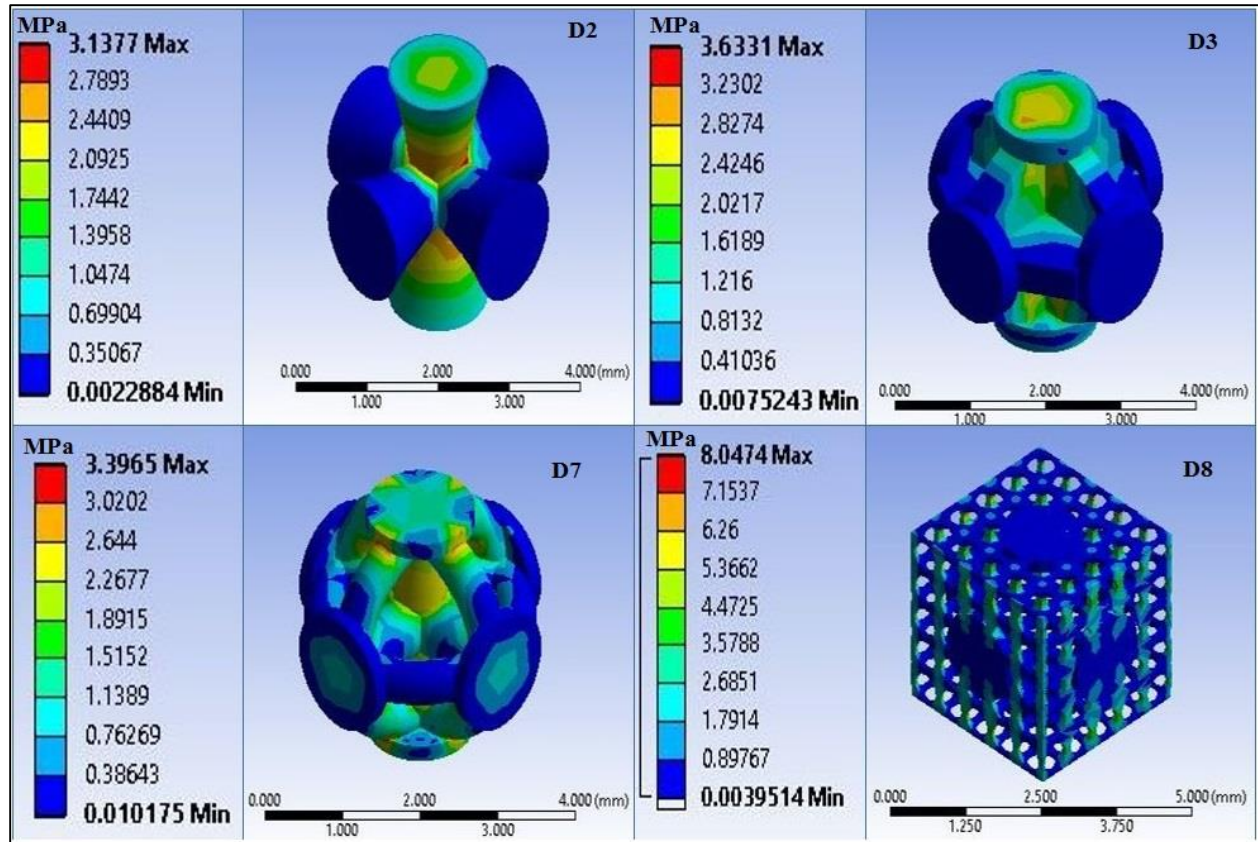 MPa
3.1377 Max
2.7893
2.4409
2.0925
1.7442
1.3958
1.0474
0.69904
0.35067
0.0022884 Min
D2
0.000 2.000 4.000 (mm)
1.000 3.000
MPa
3.6331 Max
3.2302
2.8274
2.4246
2.0217
1.6189
1.216
0.8132
0.41036
0.0075243 Min
D3
0.000 2.000 4.000 (mm)
1.000 3.000
MPa
3.3965 Max
3.0202
2.644
2.2677
1.8915
1.5152
1.1389
0.76269
0.38643
0.010175 Min
D7
0.000 2.000 4.000 (mm)
1.000 3.000
MPa
8.0474 Max
7.1537
6.26
5.3662
4.4725
3.5788
2.6851
1.7914
0.89767
0.0039514 Min
D8
0.000 2.500 5.000 (mm)
1.250 3.750